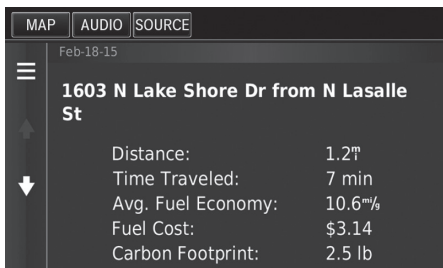 MAP AUDIO SOURCE
Feb-18-15
1603 N Lake Shore Dr from N Lasalle
St
Distance: 1.2㏕
Time Traveled: 7 min
Avg. Fuel Economy: 10.6mi/g
Fuel Cost: $3.14
Carbon Footprint: 2.5 lb